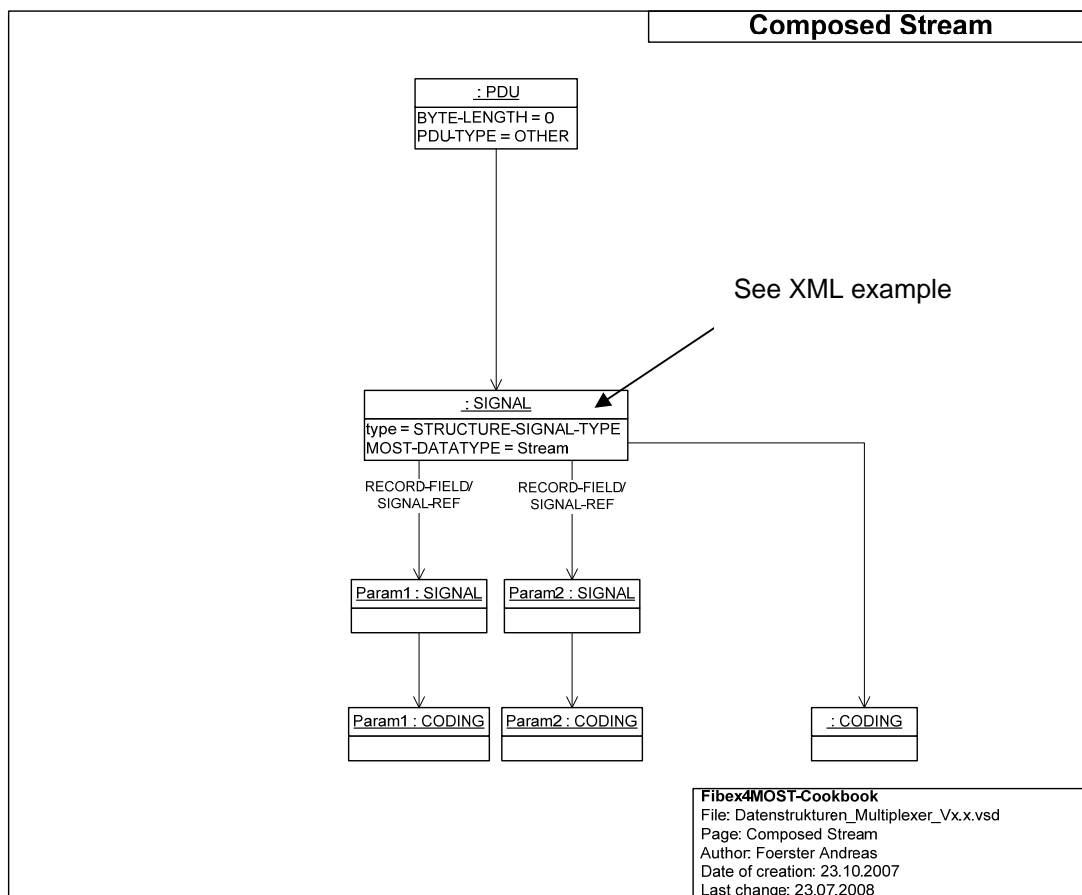 Composed Stream
: PDU
BYTE-LENGTH = 0
PDU-TYPE = OTHER
See XML example
: SIGNAL
type = STRUCTURE-SIGNAL-TYPE
MOST-DATATYPE = Stream
RECORD-FIELD/
SIGNAL-REF
RECORD-FIELD/
SIGNAL-REF
Param1 : SIGNAL
Param2 : SIGNAL
Param1 : CODING
Param2 : CODING
: CODING
Fibex4MOST-Cookbook
File: Datenstrukturen_Multiplexer_Vx.x.vsd
Page: Composed Stream
Author: Foerster Andreas
Date of creation: 23.10.2007
Last change: 23.07.2008